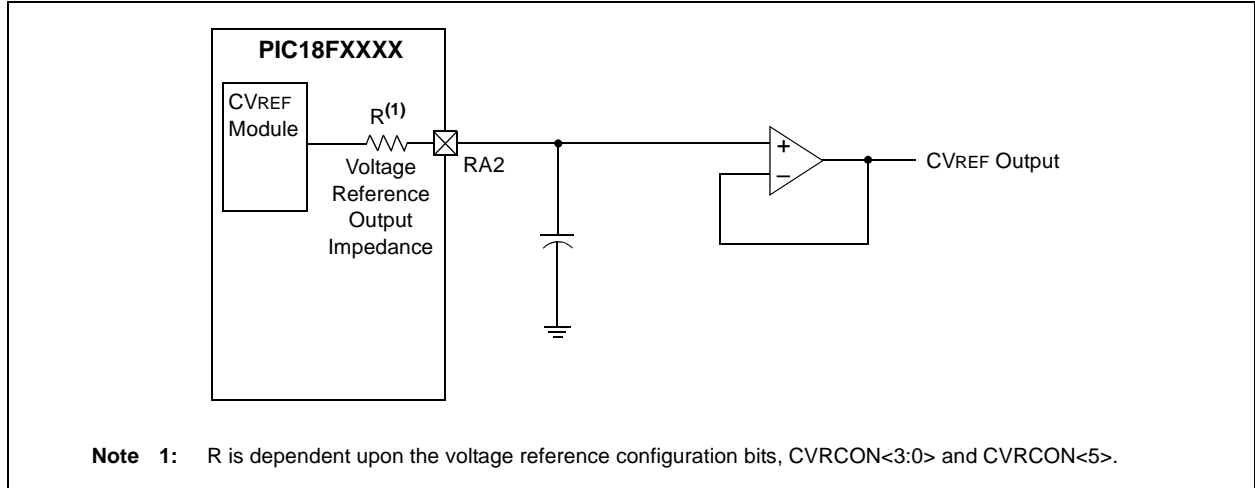 PIC18FXXXX
CVREF
Module
R(1)
Voltage
Reference
Output
Impedance
RA2
+
–
CVREF Output
Note 1: R is dependent upon the voltage reference configuration bits, CVRCON<3:0> and CVRCON<5>.